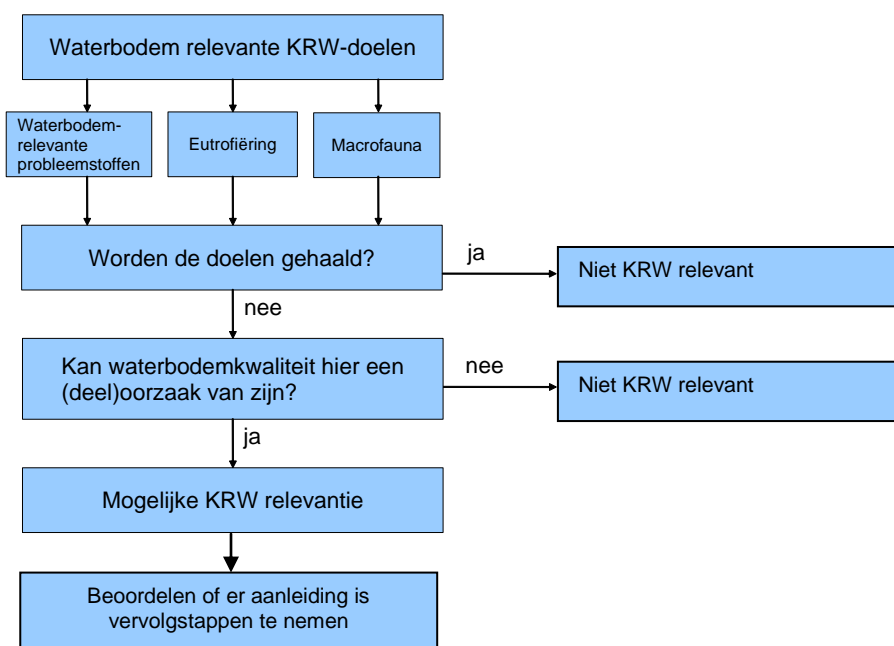 Waterbodem relevante KRW-doelen
Waterbodem-
relevante
probleemstoffen
Eutrofiëring
Macrofauna
Worden de doelen gehaald?
ja
Niet KRW relevant
nee
Kan waterbodemkwaliteit hier een
(deel)oorzaak van zijn?
nee
Niet KRW relevant
ja
Mogelijke KRW relevantie
Beoordelen of er aanleiding is
vervolgstappen te nemen